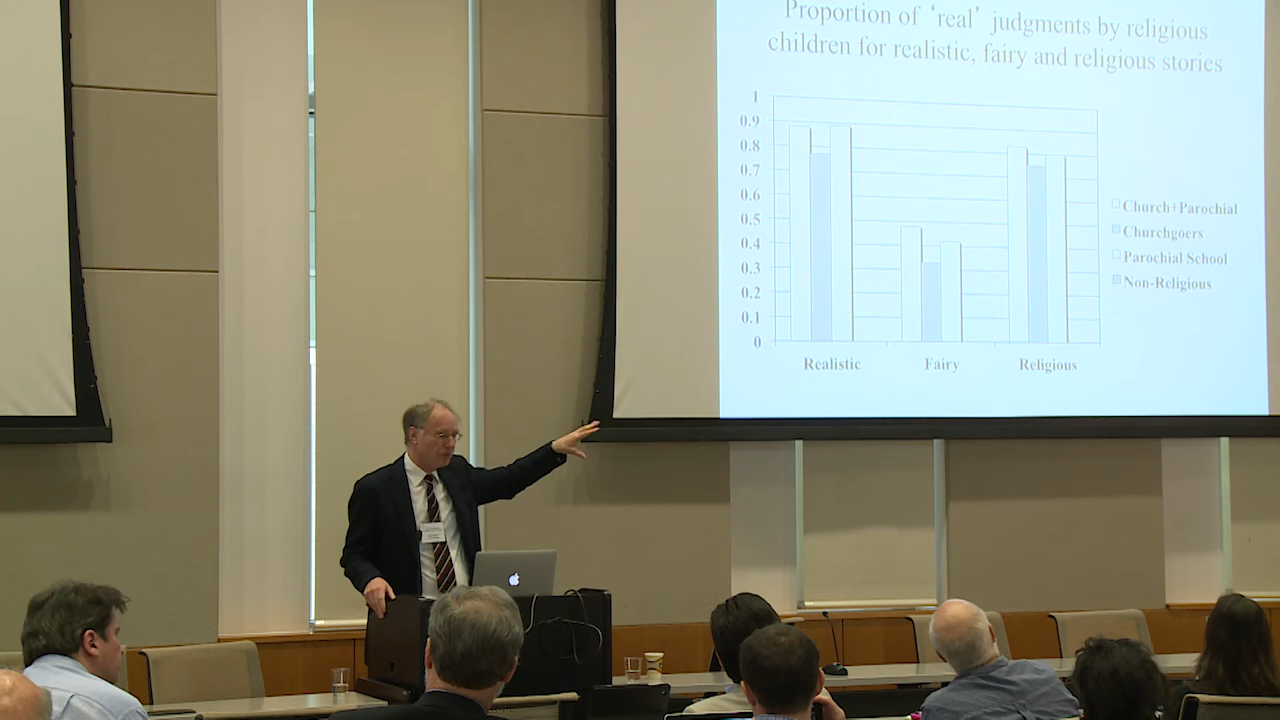 Proportion of ‘real’ judgments by religious
children for realistic, fairy and religious stories
1
0.9
0.8
0.7
0.6
0.5
0.4
0.3
0.2
0.1
0
Realistic Fairy Religious
Church+Parochial
Churchgoers
Parochial School
Non-Religious